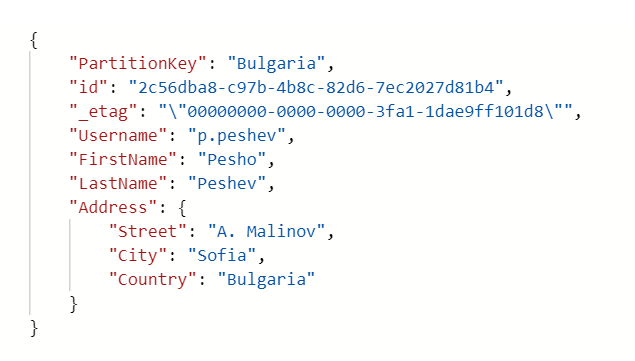 {
    "PartitionKey": "Bulgaria",
    "id": "2c56dba8-c97b-4b8c-82d6-7ec2027d81b4",
    "_etag": "\"00000000-0000-0000-3fa1-1dae9ff101d8\"",
    "Username": "p.peshev",
    "FirstName": "Pesho",
    "LastName": "Peshev",
    "Address": {
        "Street": "A. Malinov",
        "City": "Sofia",
        "Country": "Bulgaria"
    }
}